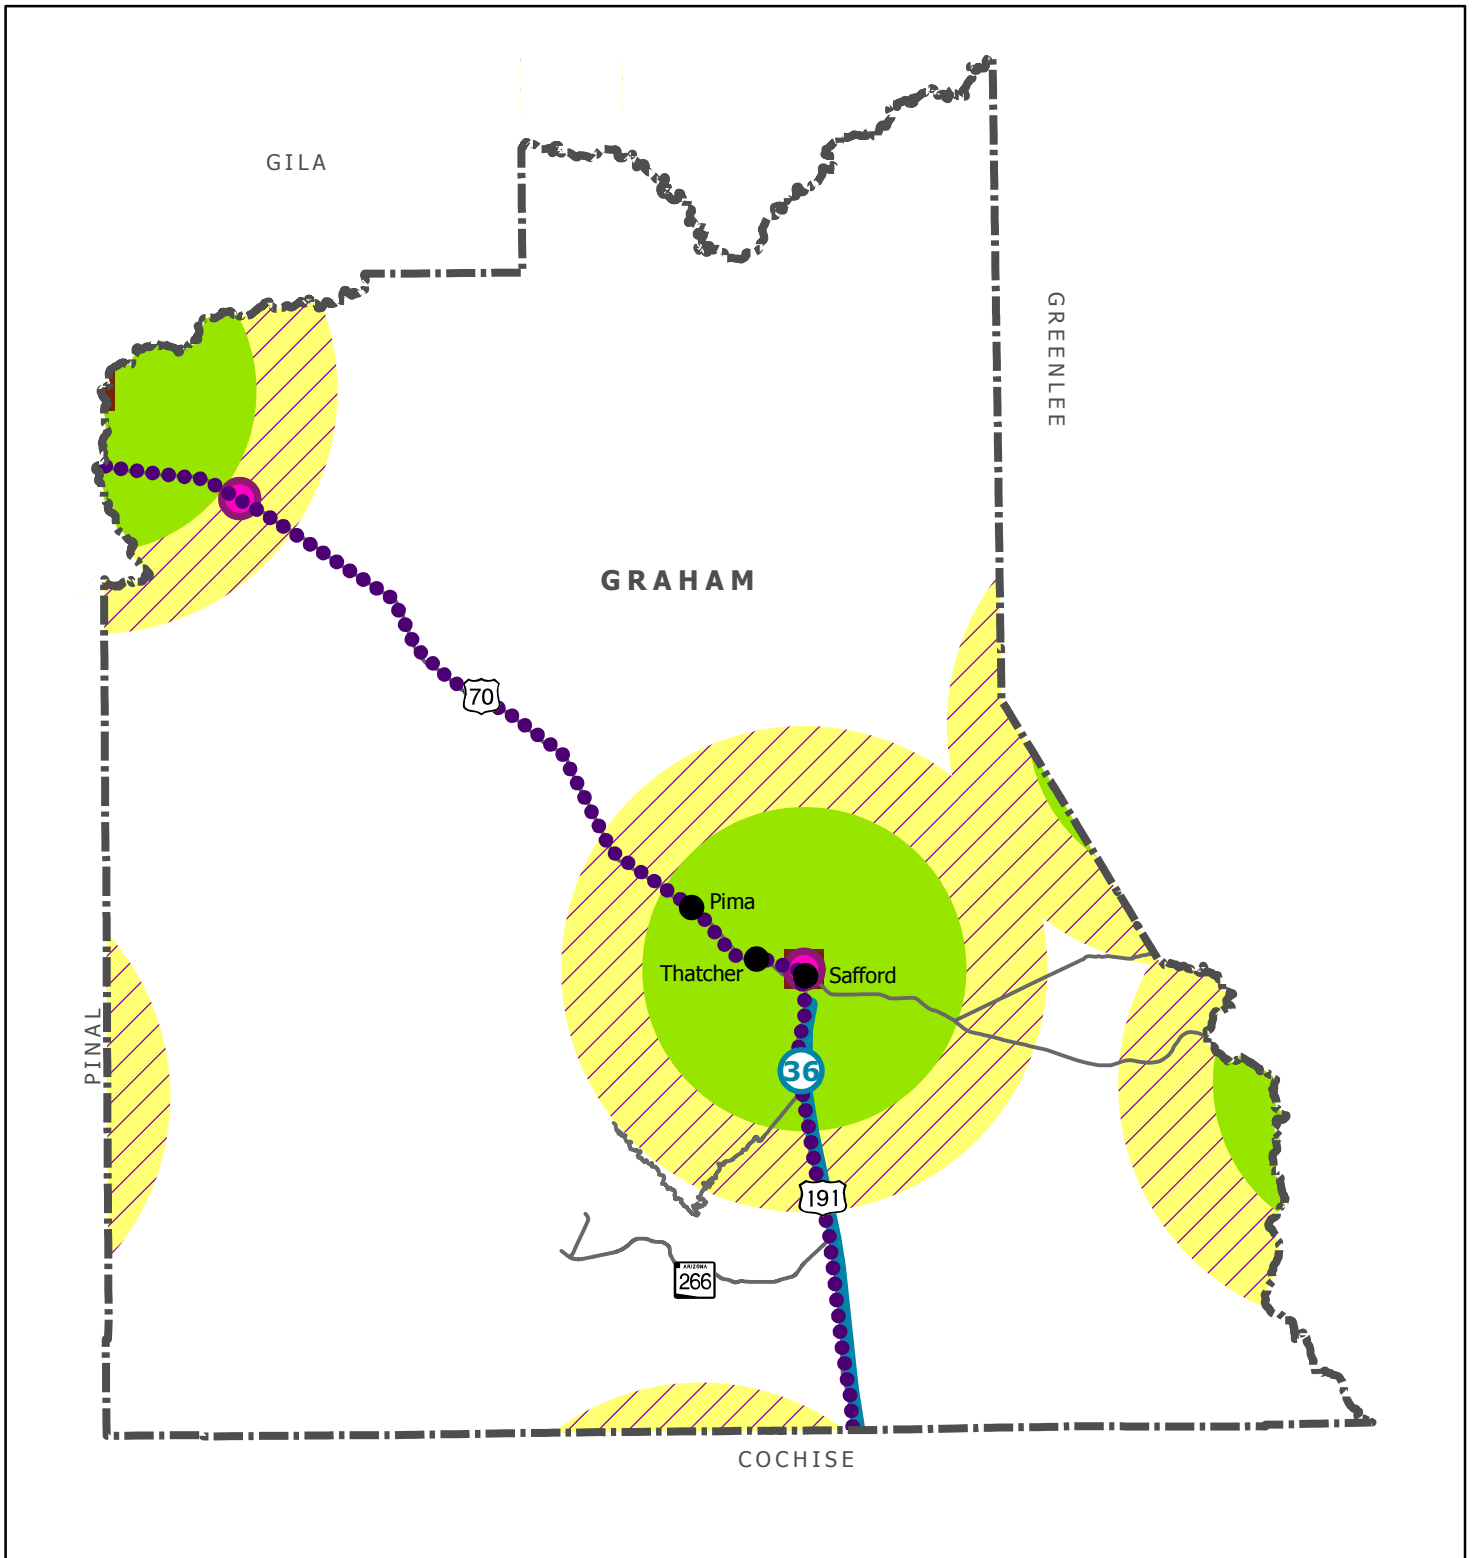 GILA
GREENLEE
GRAHAM
70
Pima
Thatcher
Safford
PINAL
36
191
ARIZONA
266
COCHISE